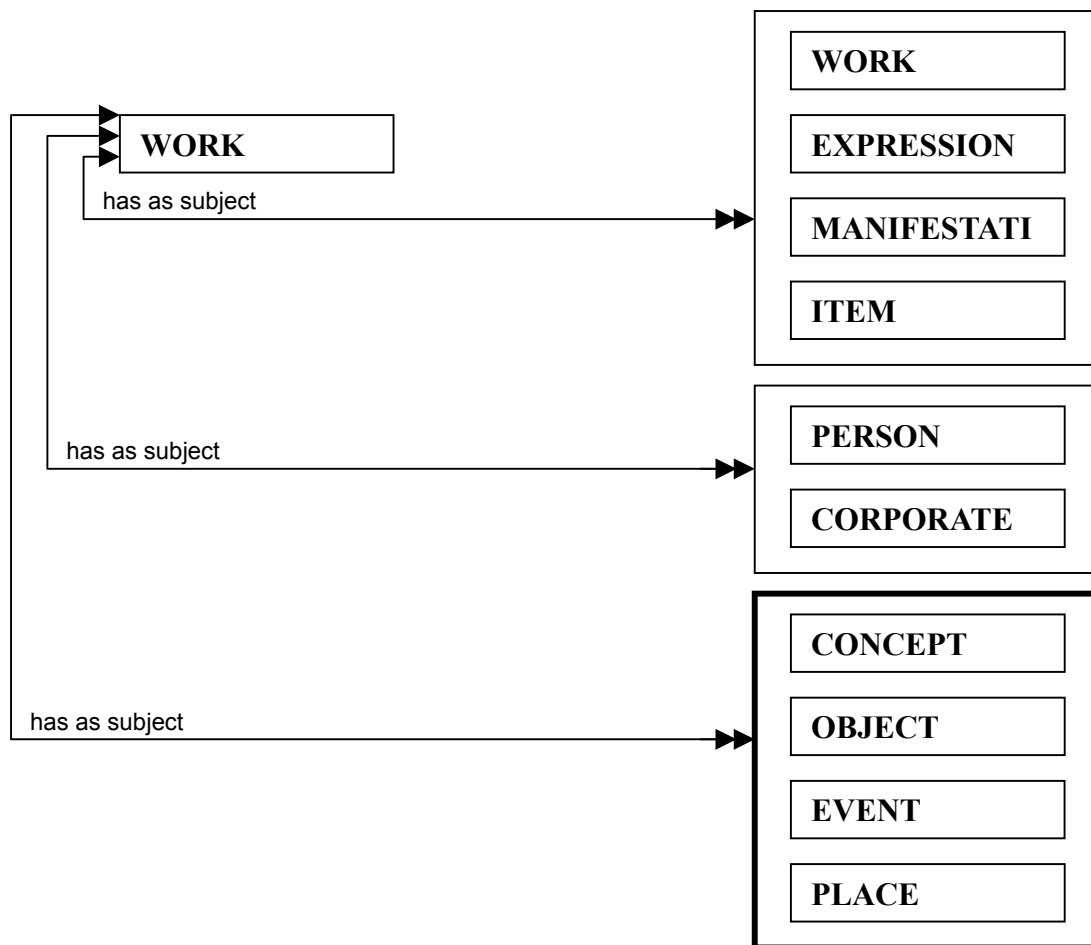 WORK
has as subject
has as subject
has as subject
WORK
EXPRESSION
MANIFESTATI
ITEM
PERSON
CORPORATE
CONCEPT
OBJECT
EVENT
PLACE